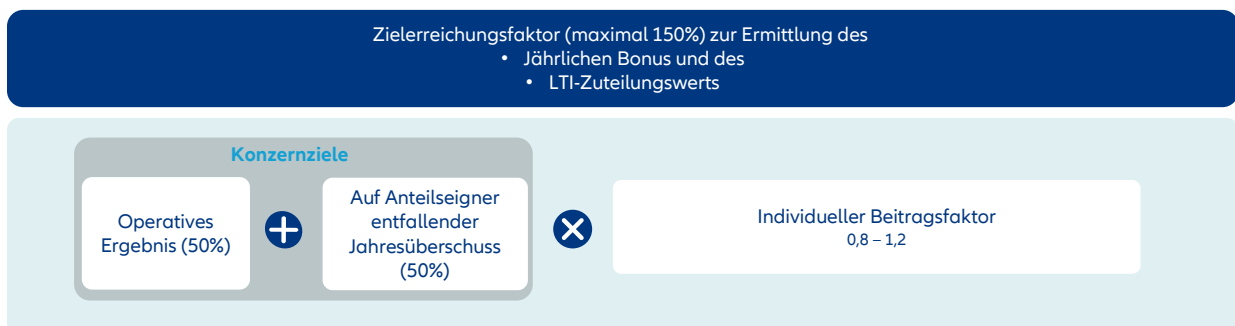 Zielerreichungsfaktor (maximal 150%) zur Ermittlung des
• Jährlichen Bonus und des
• LTI-Zuteilungswerts
Konzernziele
Operatives
Ergebnis (50%)
+
Auf Anteilseigner
entfallender
Jahresüberschuss
(50%)
×
Individueller Beitragsfaktor
0,8 – 1,2